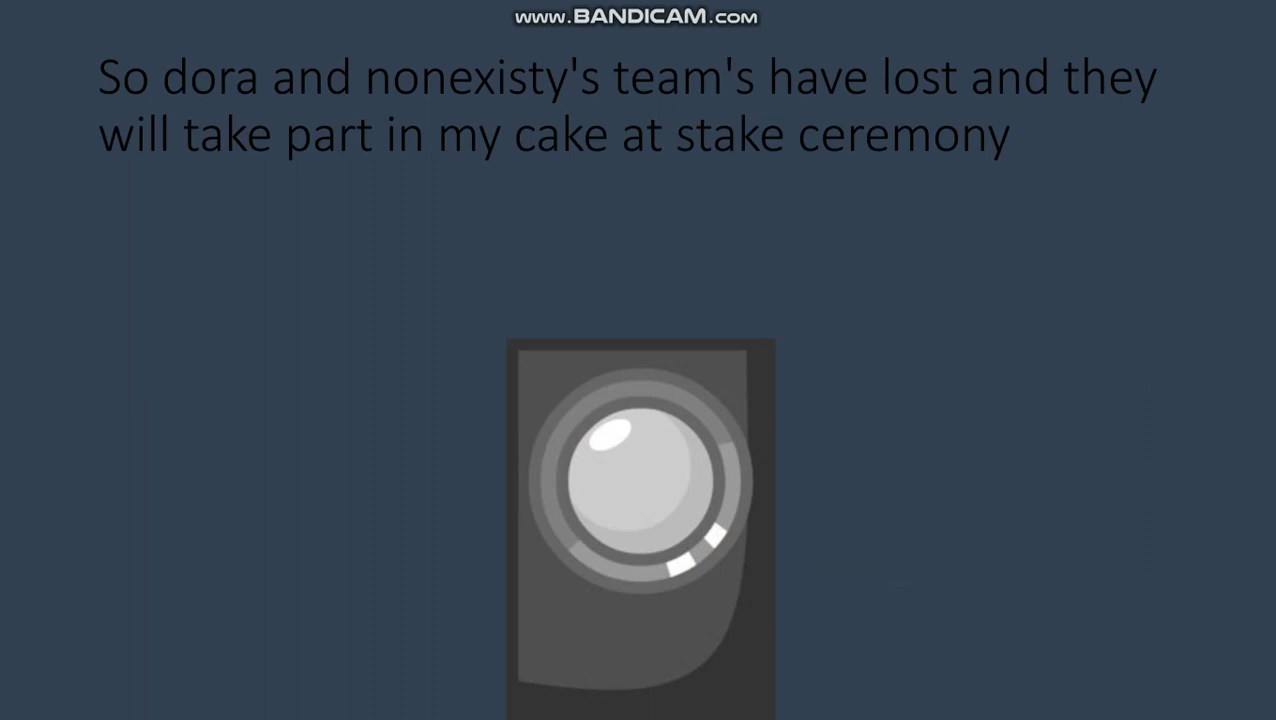 www.BANDICAM.com
So dora and nonexisty's team's have lost and they
will take part in my cake at stake ceremony